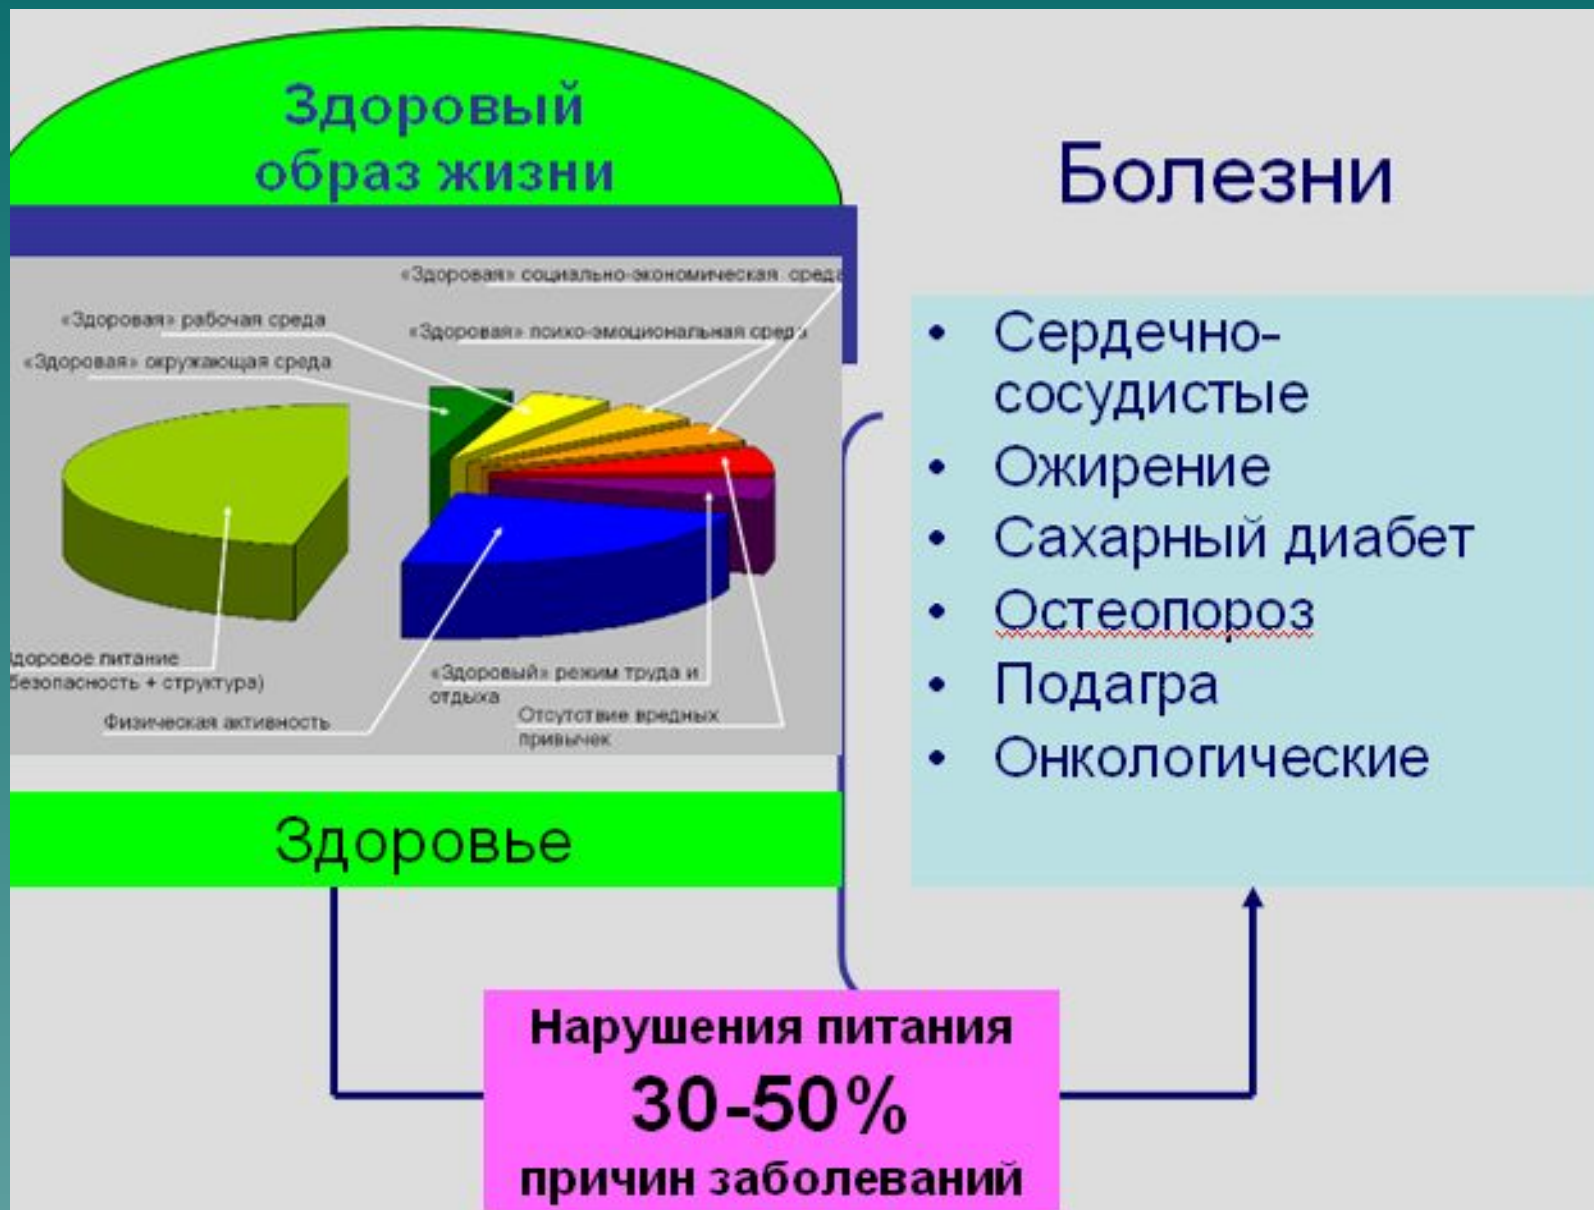 Здоровый
образ жизни
«Здоровая» социально-экономическая среда
«Здоровая» рабочая среда
«Здоровая» психо-эмоциональная среда
«Здоровая» окружающая среда
доровое питание
безопасность + структура)
Физическая активность
«Здоровый» режим труда и
отдыха
Отсутствие вредных
привычек
Здоровье
Болезни
• Сердечно-
сосудистые
• Ожирение
• Сахарный диабет
• Остеопороз
• Подагра
• Онкологические
Нарушения питания
30-50%
причин заболеваний